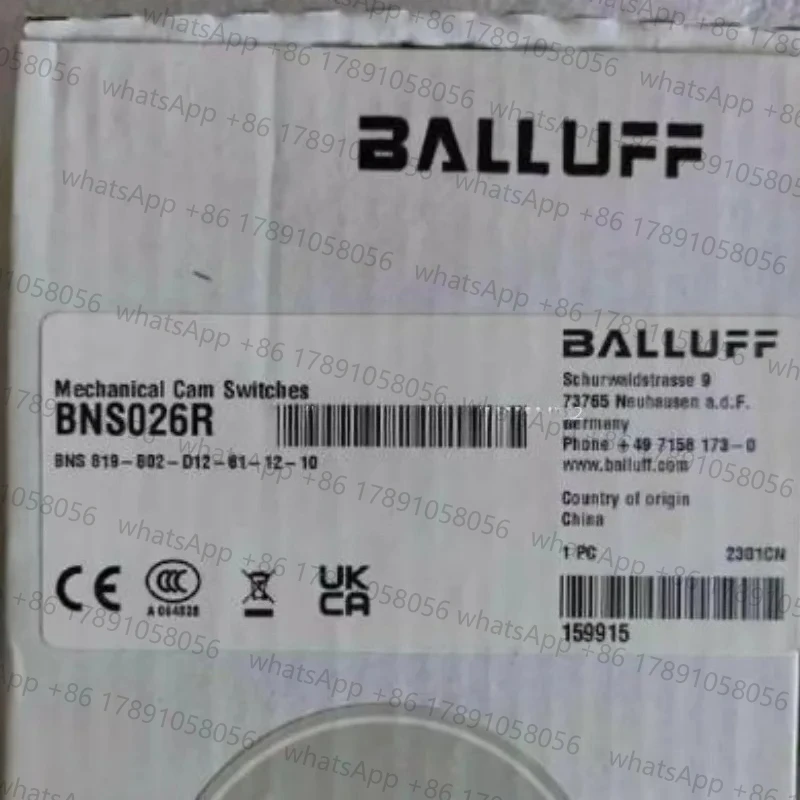 BALLUFF
BALLUFF
Schurwaldstrasse 9
73765 Neuhausen a.d.F.
Germany
Phone +49 7158 173-0
www.balluff.com
Country of origin
China
1 PC 2301CN
159915
Mechanical Cam Switches
BNS026R
BNS 819-B02-D12-61-12-10
CE
CCC
UK
CA
whatsApp +86 17891058056